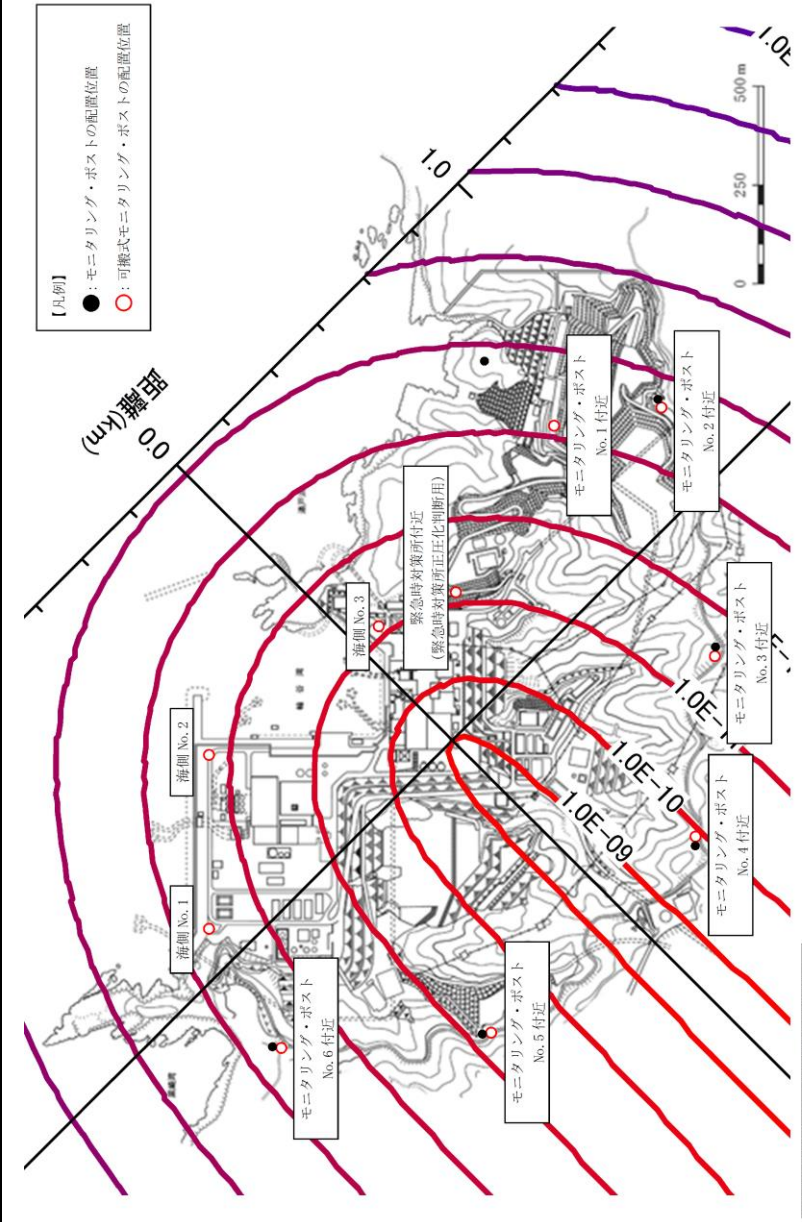 【凡例】
●：モニタリング・ポストの配置位置
○：可搬式モニタリング・ポストの配置位置
距離(km)
0.0
1.0
1.0E
0
250
500m
海側 No.1
海側 No.2
海側 No.3
緊急時対策所付近
(緊急時対策所正圧化判断用)
モニタリング・ポスト
No.1 付近
モニタリング・ポスト
No.2 付近
モニタリング・ポスト
No.3 付近
モニタリング・ポスト
No.4 付近
モニタリング・ポスト
No.5 付近
モニタリング・ポスト
No.6 付近
1.0E-09
1.0E-10
1.0E-11